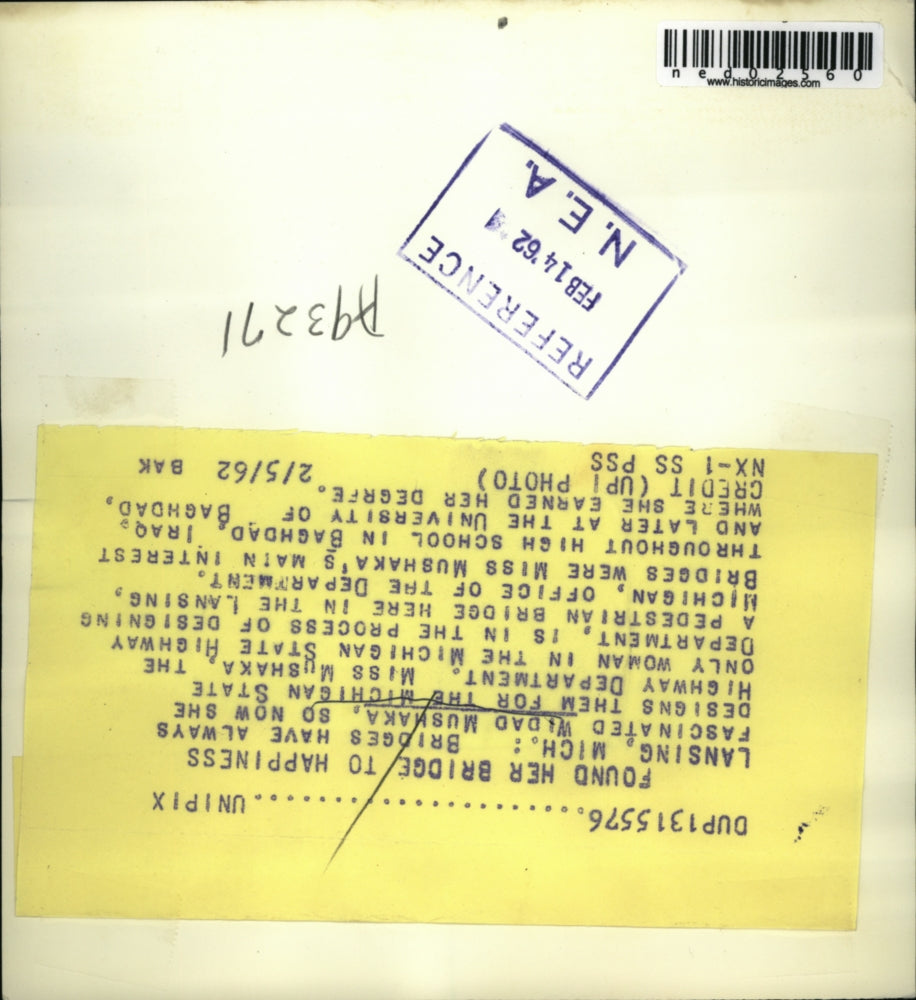 ned02560
www.historicimages.com
REFERENCE
FEB 14 '62
N. E. A.
A93271
DUP1315576..........................UNIPIX
FOUND HER BRIDGE TO HAPPINESS
LANSING, MICH.: BRIDGES HAVE ALWAYS
FASCINATED WIDAD MUSHAKA, SO NOW SHE
DESIGNS THEM FOR THE MICHIGAN STATE
HIGHWAY DEPARTMENT. MISS MUSHAKA, THE
ONLY WOMAN IN THE MICHIGAN STATE HIGHWAY
DEPARTMENT, IS IN THE PROCESS OF DESIGNING
A PEDESTRIAN BRIDGE HERE IN THE LANSING,
MICHIGAN, OFFICE OF THE DEPARTMENT.
BRIDGES WERE MISS MUSHAKA'S MAIN INTEREST
THROUGHOUT HIGH SCHOOL IN BAGHDAD, IRAQ,
AND LATER AT THE UNIVERSITY OF BAGHDAD,
WHERE SHE EARNED HER DEGRFE.
CREDIT (UPI PHOTO) 2/5/62 BAK
NX-1 SS PSS